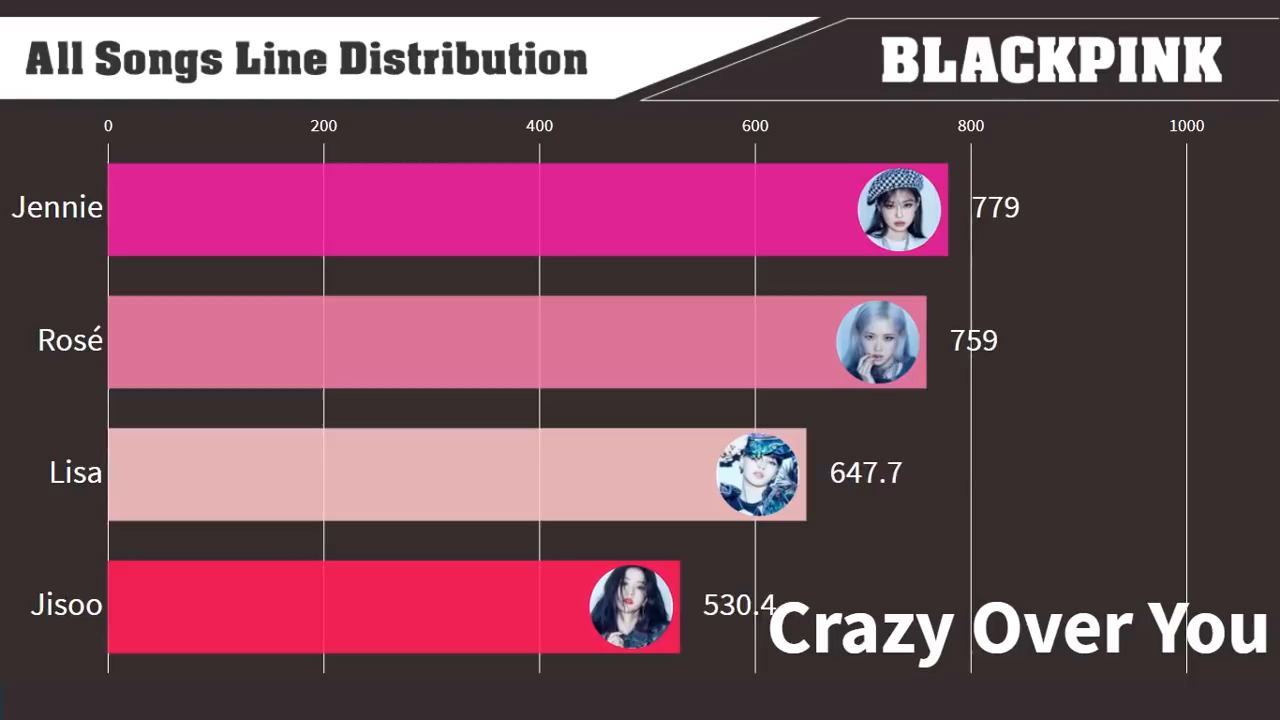 All Songs Line Distribution
BLACKPINK
0 200 400 600 800 1000
Jennie 779
Rosé 759
Lisa 647.7
Jisoo 530.4
Crazy Over You